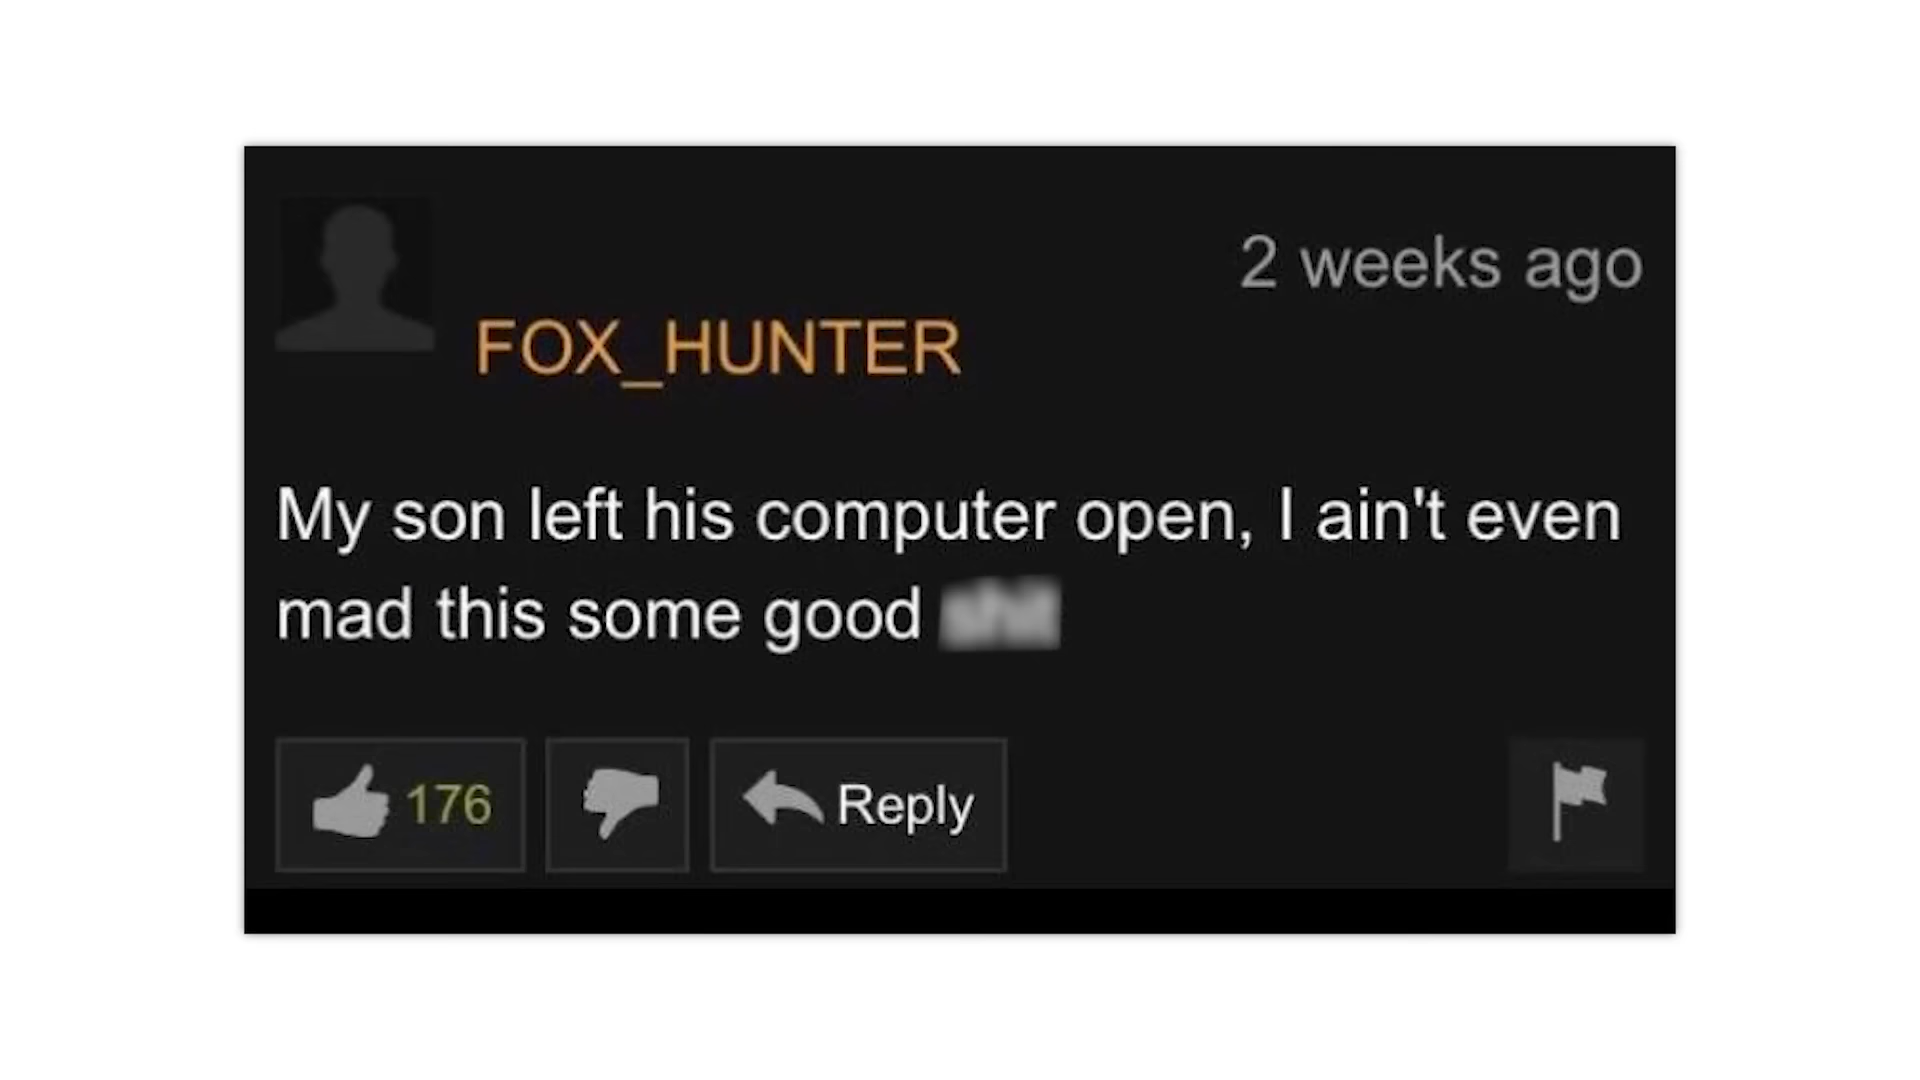 2 weeks ago
FOX_HUNTER
My son left his computer open, I ain't even
mad this some good
176
Reply